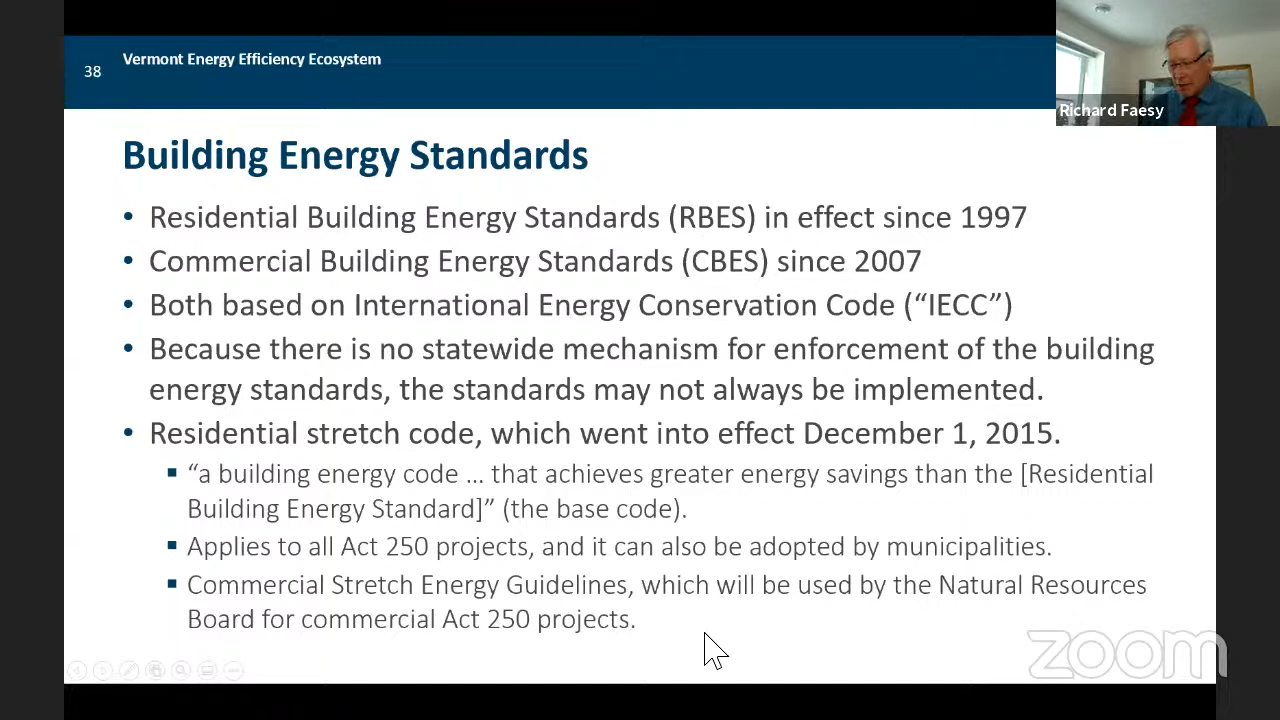 Vermont Energy Efficiency Ecosystem
38
Richard Faesy
Building Energy Standards
• Residential Building Energy Standards (RBES) in effect since 1997
• Commercial Building Energy Standards (CBES) since 2007
• Both based on International Energy Conservation Code (“IECC”)
• Because there is no statewide mechanism for enforcement of the building
energy standards, the standards may not always be implemented.
• Residential stretch code, which went into effect December 1, 2015.
▪ “a building energy code … that achieves greater energy savings than the [Residential
Building Energy Standard]” (the base code).
▪ Applies to all Act 250 projects, and it can also be adopted by municipalities.
▪ Commercial Stretch Energy Guidelines, which will be used by the Natural Resources
Board for commercial Act 250 projects.
zoom